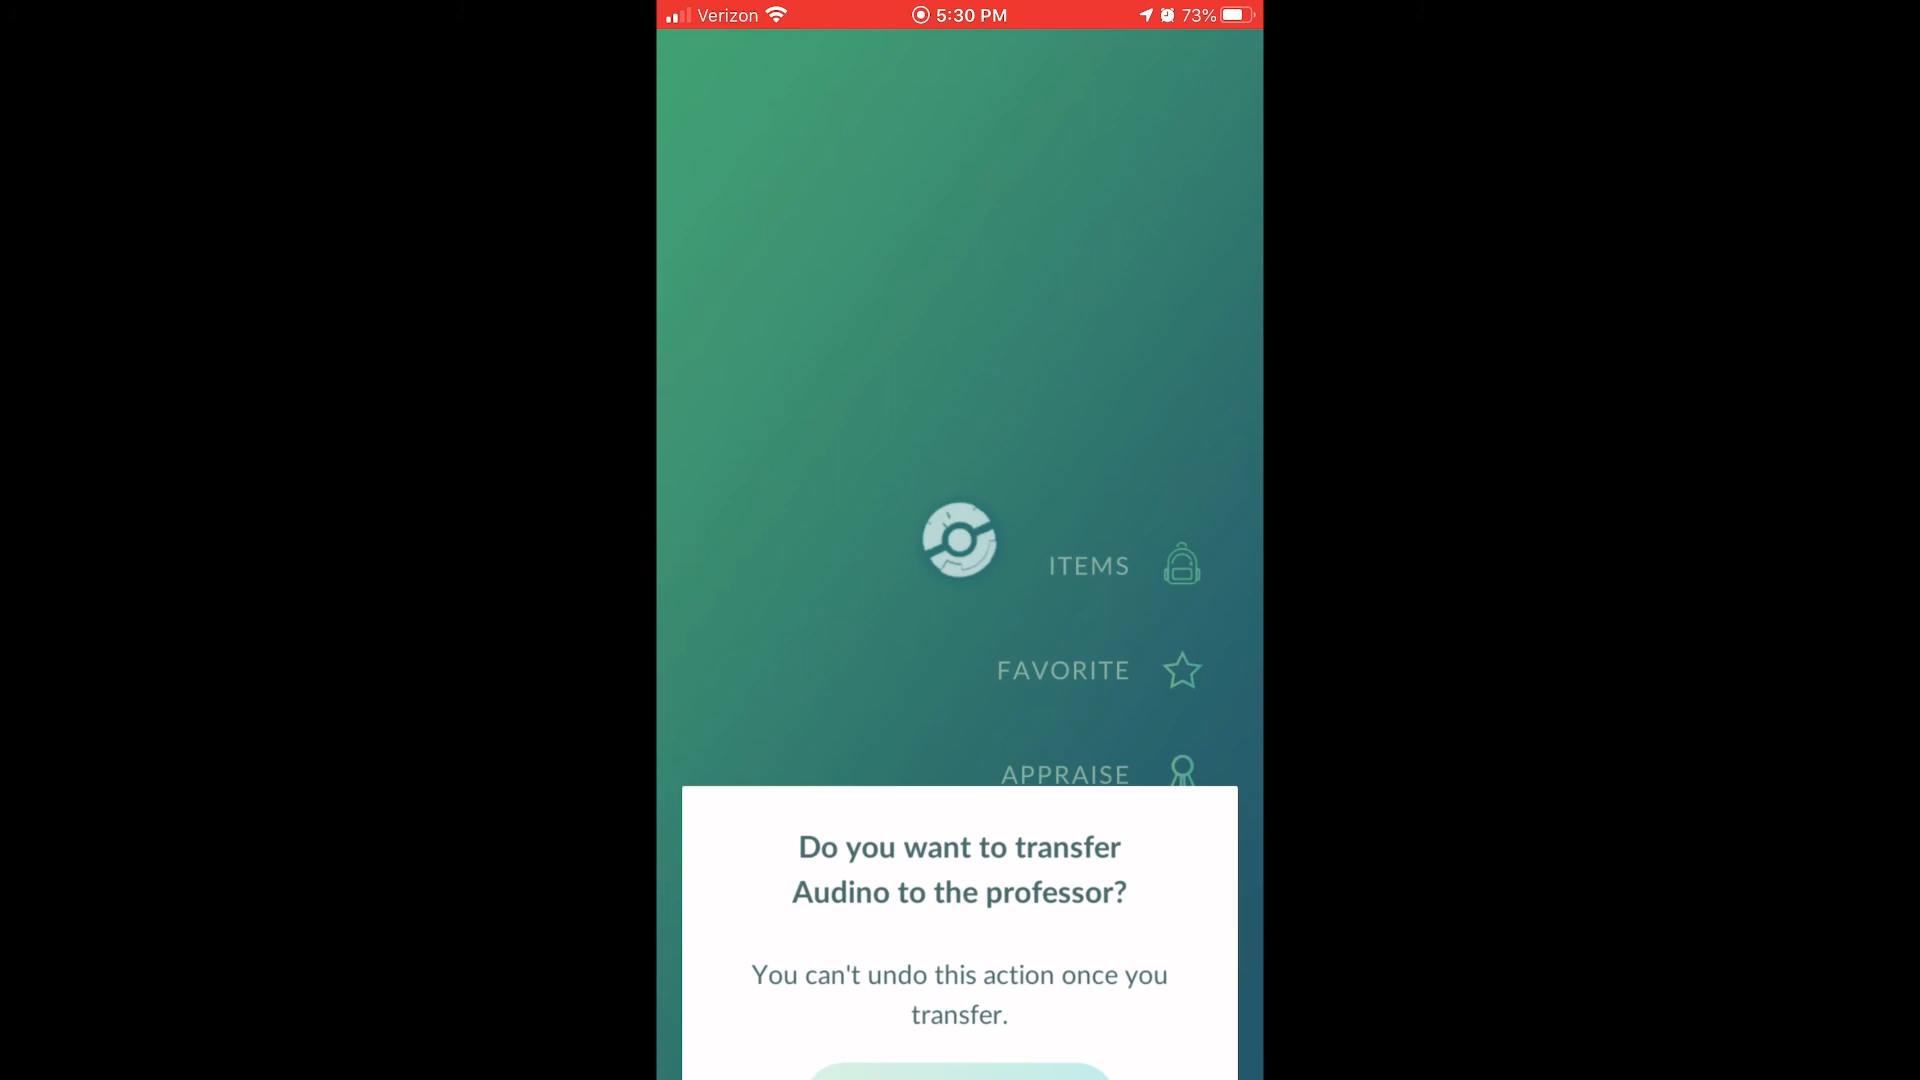 Verizon 5:30 PM 73%
ITEMS
FAVORITE
APPRAISE
Do you want to transfer
Audino to the professor?
You can't undo this action once you
transfer.